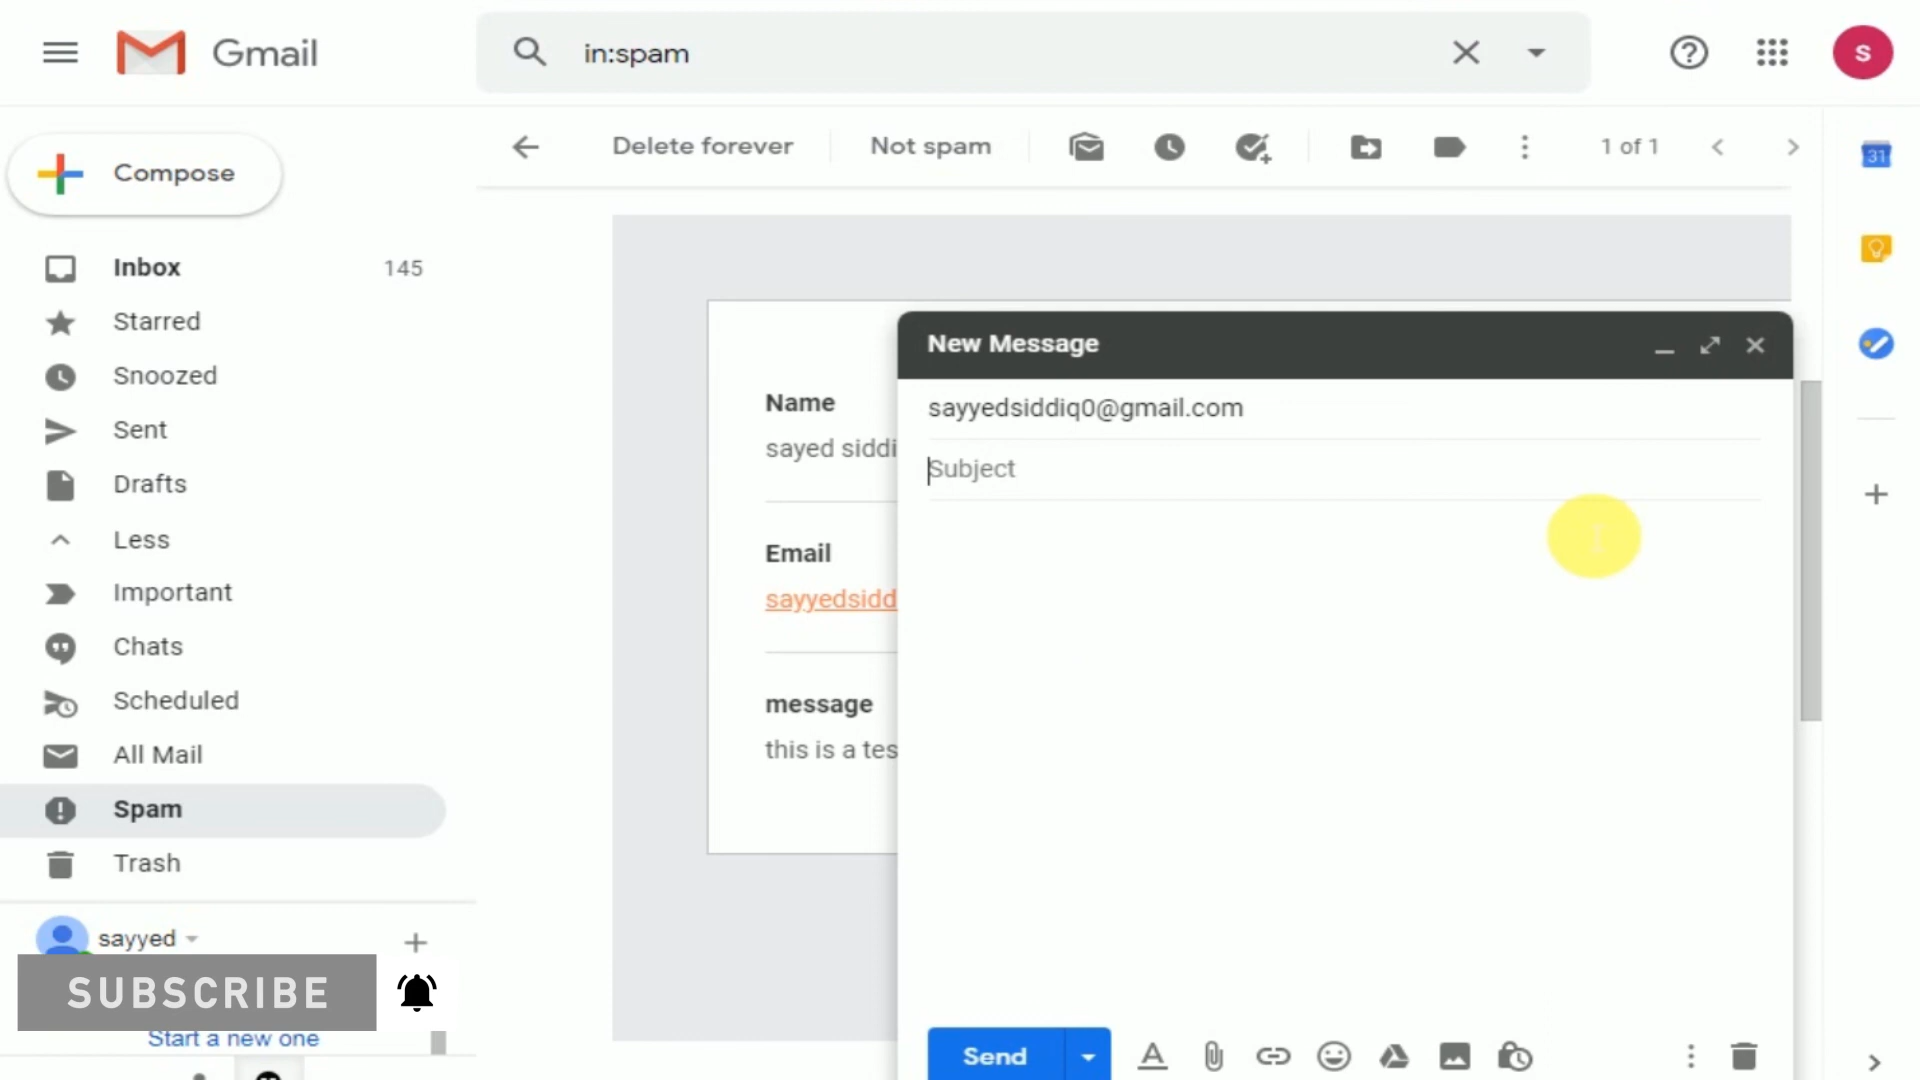 Gmail
in:spam
S
Compose
Delete forever
Not spam
1 of 1
31
Inbox 145
Starred
Snoozed
Sent
Drafts
Less
Important
Chats
Scheduled
All Mail
Spam
Trash
sayyed
SUBSCRIBE
Start a new one
Name
sayed siddi
Email
sayyedsidd
message
this is a tes
New Message
sayyedsiddiq0@gmail.com
Subject
Send